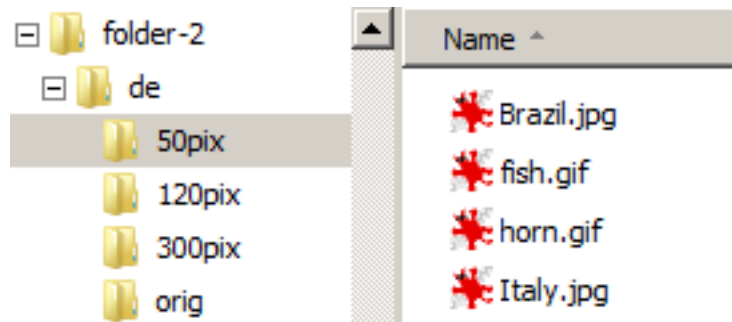 folder-2
de
50pix
120pix
300pix
orig
Name
Brazil.jpg
fish.gif
horn.gif
Italy.jpg